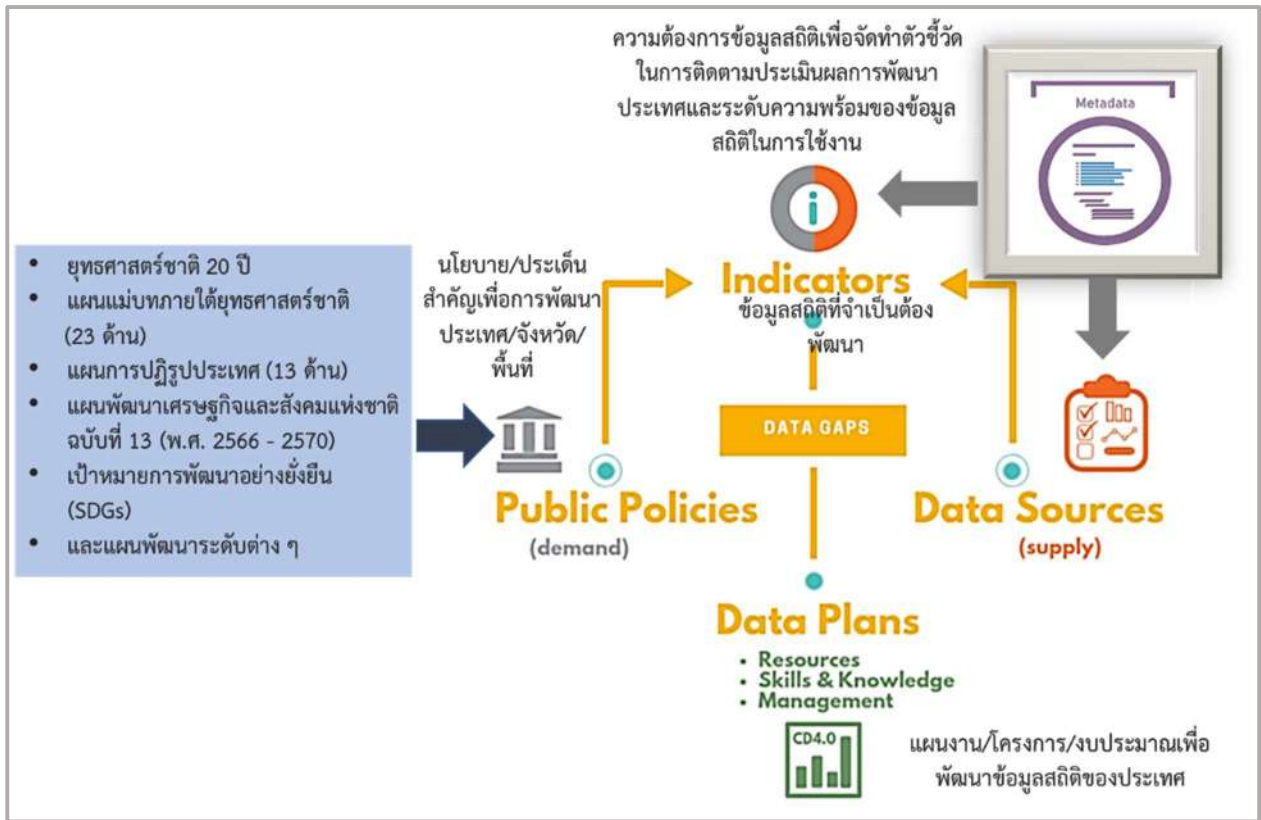 ความต้องการข้อมูลสถิติเพื่อจัดทำตัวชี้วัด
ในการติดตามประเมินผลการพัฒนา
ประเทศและระดับความพร้อมของข้อมูล
สถิติในการใช้งาน
Metadata
• ยุทธศาสตร์ชาติ 20 ปี
• แผนแม่บทภายใต้ยุทธศาสตร์ชาติ
(23 ด้าน)
• แผนการปฏิรูปประเทศ (13 ด้าน)
• แผนพัฒนาเศรษฐกิจและสังคมแห่งชาติ
ฉบับที่ 13 (พ.ศ. 2566 - 2570)
• เป้าหมายการพัฒนาอย่างยั่งยืน
(SDGs)
• และแผนพัฒนาระดับต่าง ๆ
นโยบาย/ประเด็น
สำคัญเพื่อการพัฒนา
ประเทศ/จังหวัด/
พื้นที่
Indicators
ข้อมูลสถิติที่จำเป็นต้อง
พัฒนา
DATA GAPS
Public Policies
(demand)
Data Sources
(supply)
Data Plans
• Resources
• Skills & Knowledge
• Management
CD4.0
แผนงาน/โครงการ/งบประมาณเพื่อ
พัฒนาข้อมูลสถิติของประเทศ